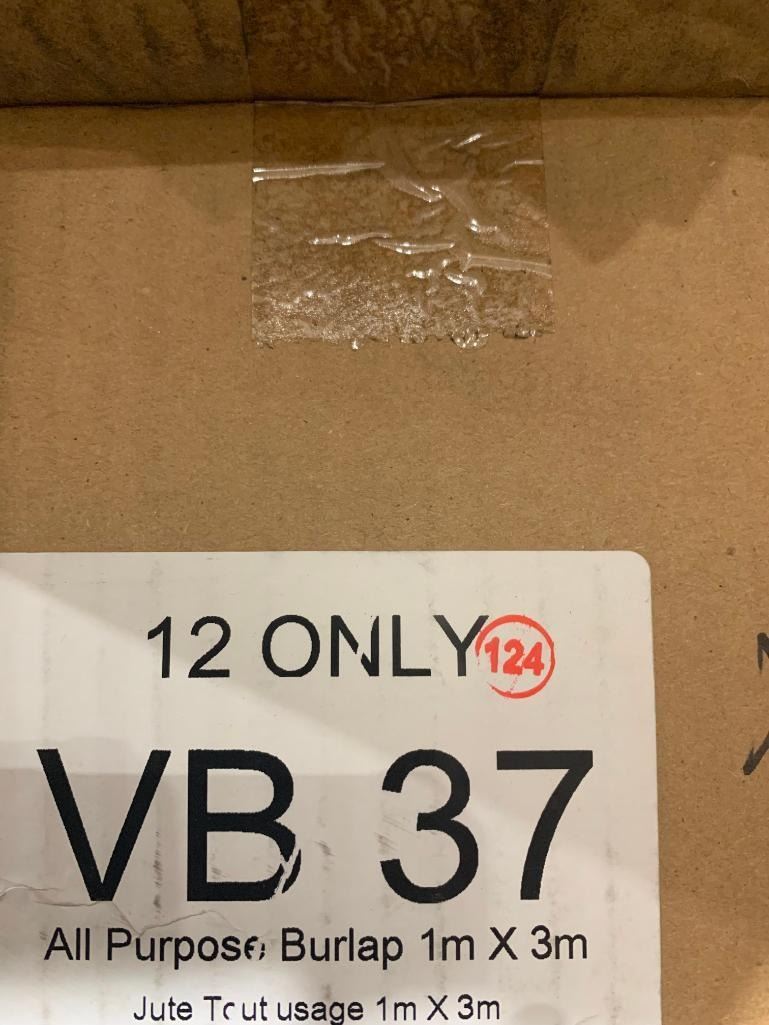 12 ONLY 124
VB 37
All Purpose Burlap 1m X 3m
Jute Tout usage 1m X 3m